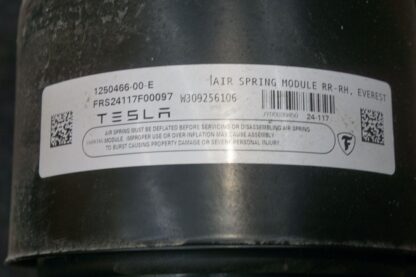 1250466-00-E
AIR SPRING MODULE RR-RH, EVEREST
FRS24117F00097 W309256106
TESLA
24-117
AIR SPRING MUST BE DEFLATED BEFORE SERVICING OR DISASSEMBLING AIR SPRING
MODULE. IMPROPER USE OR OVER INFLATION MAY CAUSE ASSEMBLY
TO BURST CAUSING PROPERTY DAMAGE OR SEVERE PERSONAL INJURY.